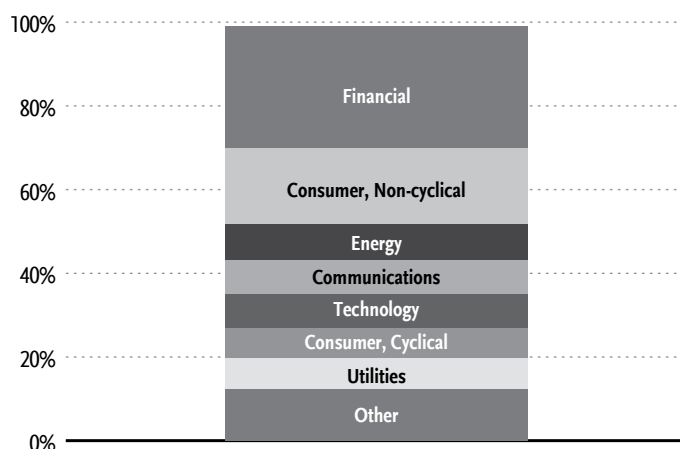 100%
Financial
80%
Consumer, Non-cyclical
60%
Energy
40%
Communications
Technology
Consumer, Cyclical
20%
Utilities
Other
0%